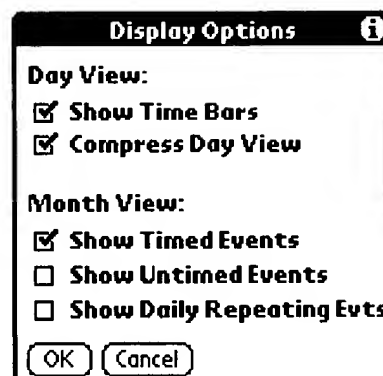 Display Options
Day View:
Show Time Bars
Compress Day View
Month View:
Show Timed Events
Show Untimed Events
Show Daily Repeating Evts
OK Cancel